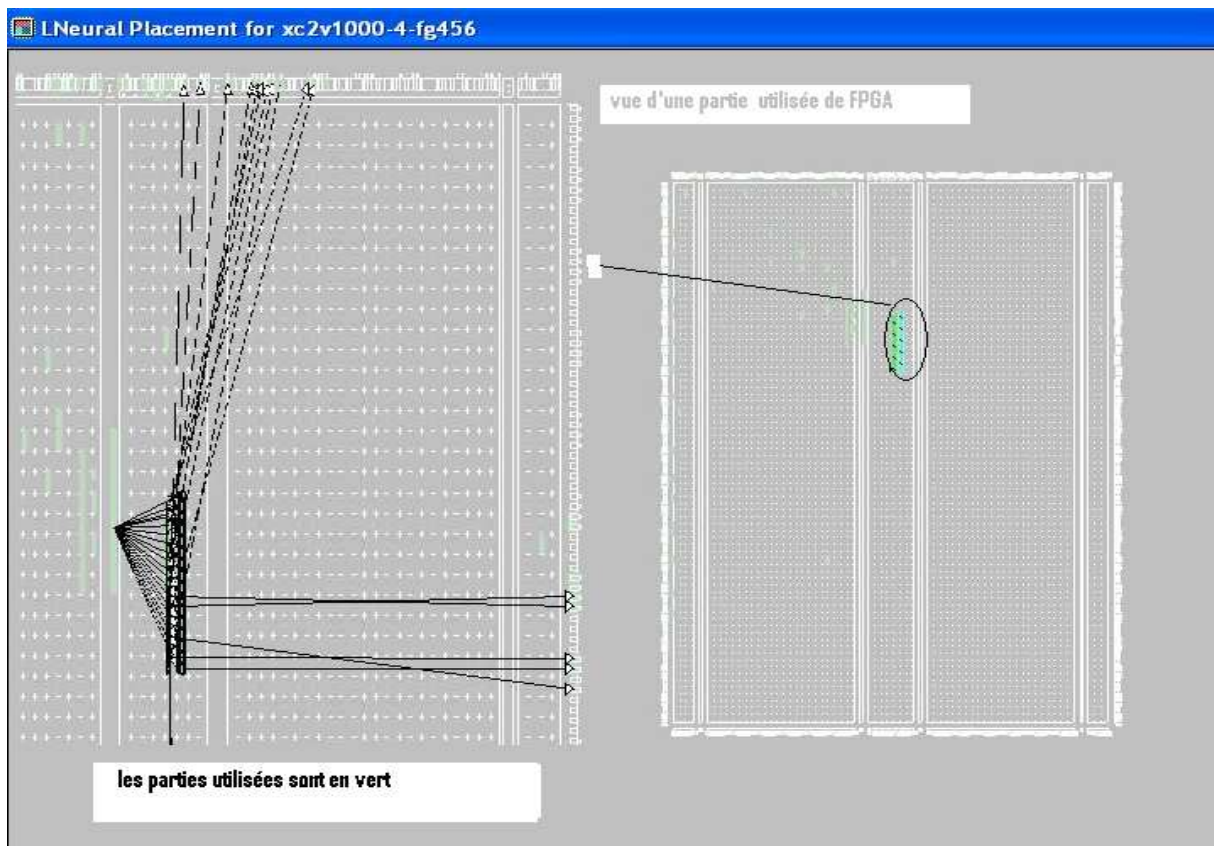 LNeural Placement for xc2v1000-4-fg456
vue d'une partie utilisée de FPGA
les parties utilisées sont en vert